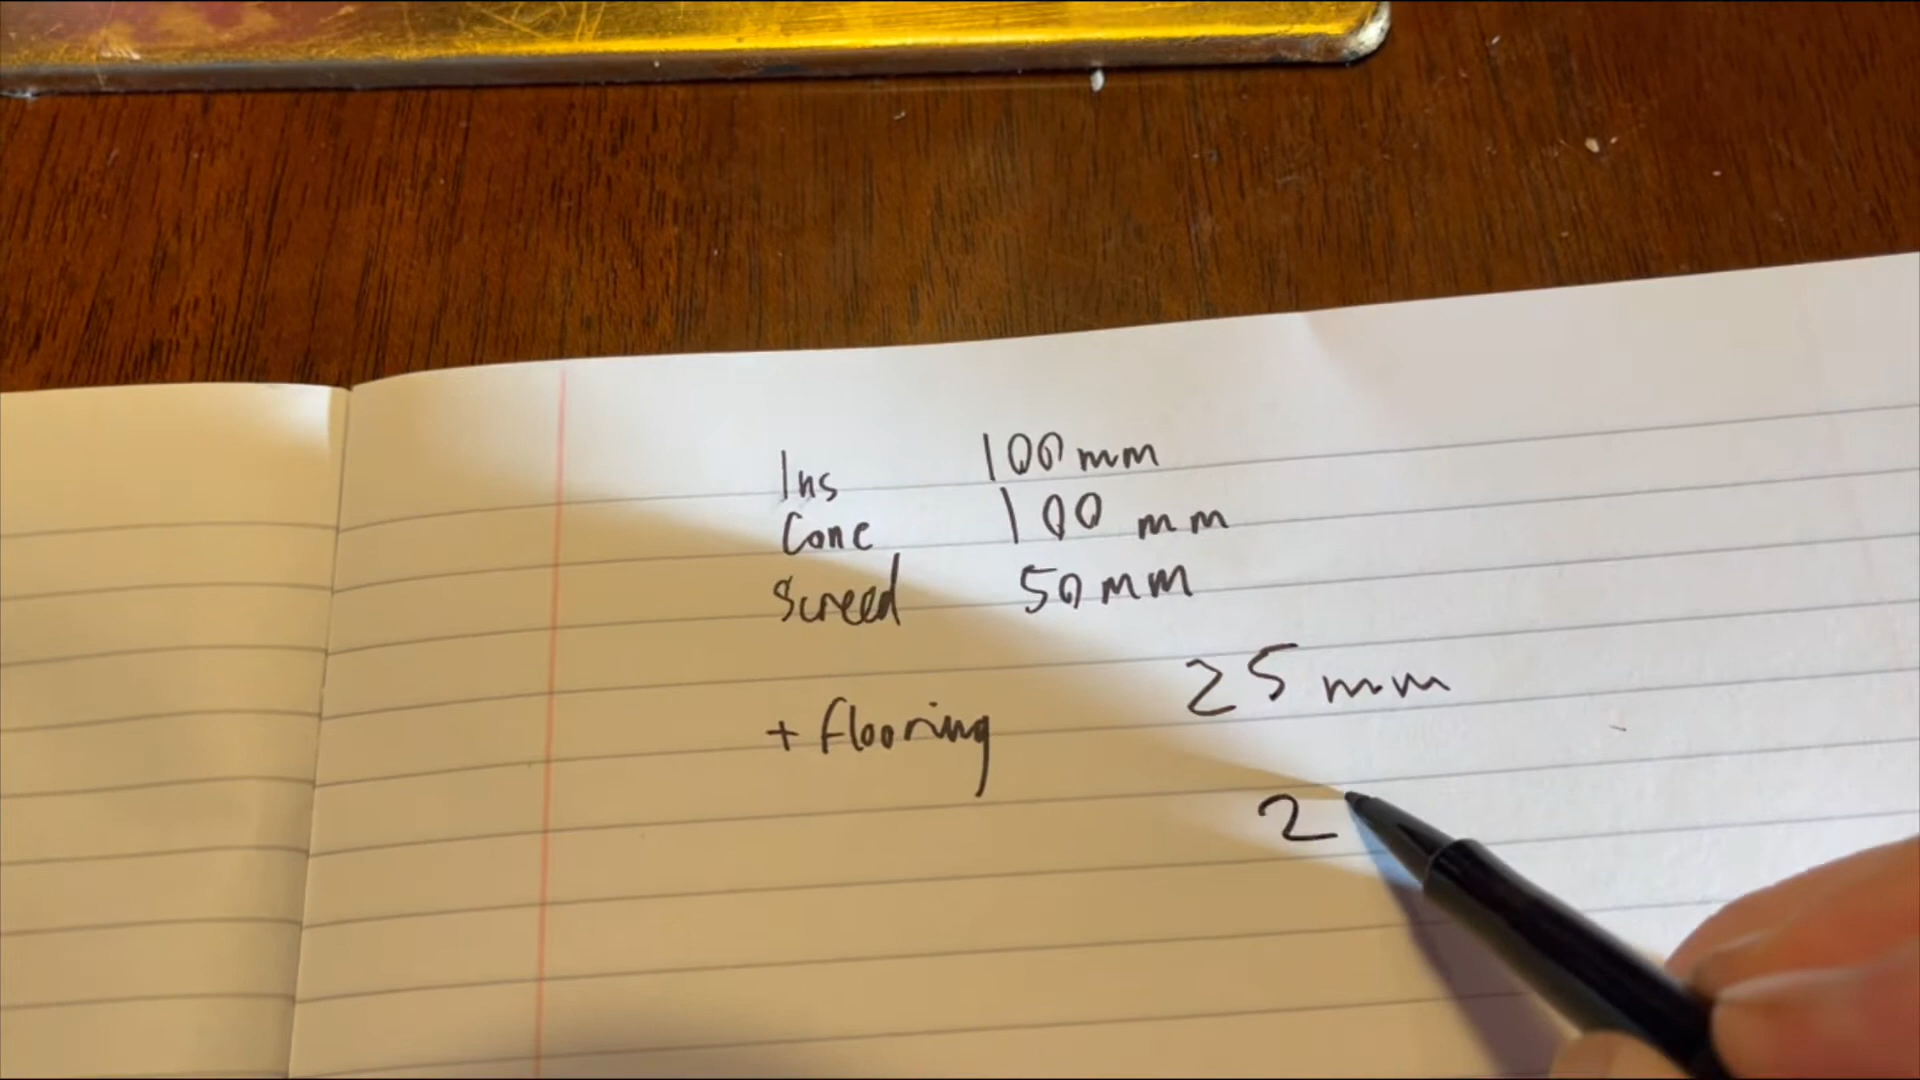 Ins 100mm
Conc 100 mm
Screed 50mm
25 mm
+ flooring
2